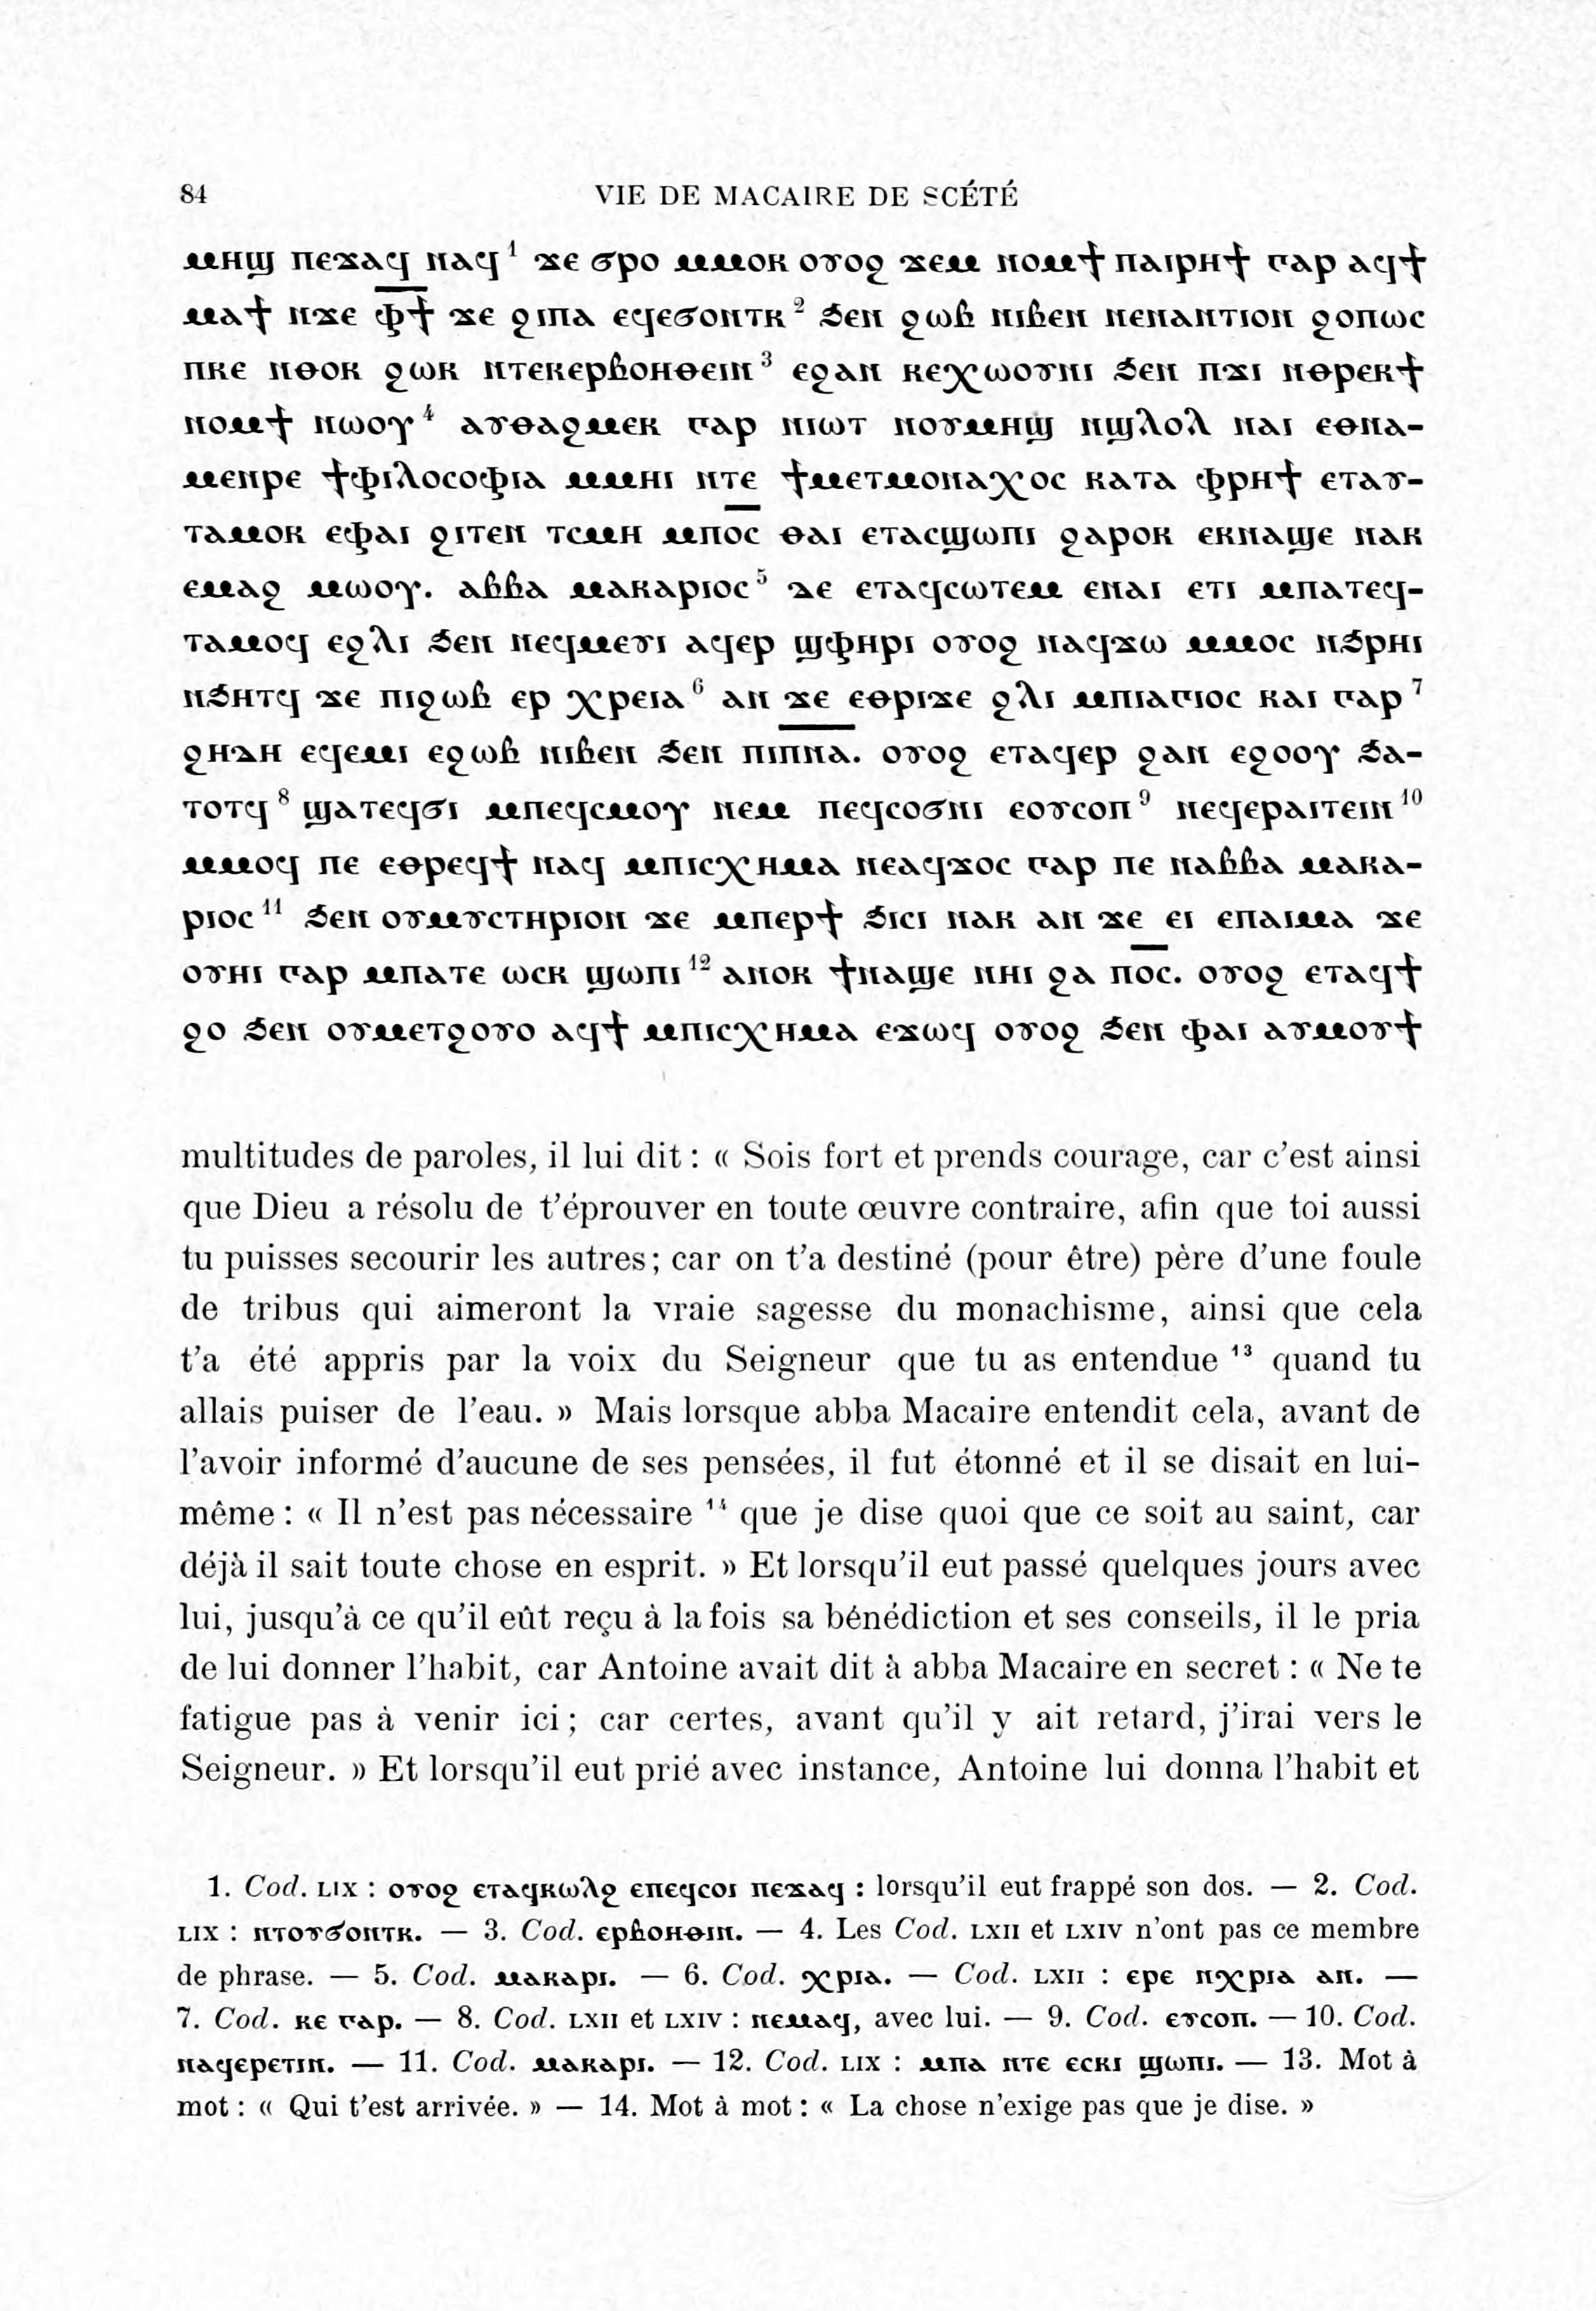 84 VIE DE MACAIRE DE SCÉTÉ
ⲙⲏϣ ⲡⲉϫⲁϥ ⲛⲁϥ ¹ ϫⲉ ϭⲣⲟ ⲙⲙⲟⲕ ⲟⲩⲟϩ ϫⲉⲙ ⲛⲟⲙϯ ⲡⲁⲓⲣⲏϯ ⲅⲁⲣ ⲁϥϯ
ⲙⲁϯ ⲛϫⲉ ⲫ̅ϯ̅ ϫⲉ ϩⲓⲛⲁ ⲉϥⲉϭⲟⲛⲧⲕ ² ϧⲉⲛ ϩⲱⲃ ⲛⲓⲃⲉⲛ ⲛⲉⲛⲁⲛⲧⲓⲟⲛ ϩⲟⲡⲱⲥ
ⲡⲕⲉ ⲛⲑⲟⲕ ϩⲱⲕ ⲛⲧⲉⲕⲉⲣⲃⲟⲏⲑⲉⲓⲛ ³ ⲉϩⲁⲛ ⲕⲉⲭⲱⲟⲩⲛⲓ ϧⲉⲛ ⲡϫⲓ ⲛⲑⲣⲉⲕϯ
ⲛⲟⲙϯ ⲛⲱⲟⲩ ⁴ ⲁⲩⲑⲁϩⲙⲉⲕ ⲅⲁⲣ ⲛⲓⲱⲧ ⲛⲟⲩⲙⲏϣ ⲛϣⲗⲟⲗ ⲛⲁⲓ ⲉⲑⲛⲁ-
ⲙⲉⲛⲣⲉ ϯⲫⲓⲗⲟⲥⲟⲫⲓⲁ ⲙⲙⲏⲓ ⲛⲧⲉ ϯⲙⲉⲧⲙⲟⲛⲁⲭⲟⲥ ⲕⲁⲧⲁ ⲫⲣⲏϯ ⲉⲧⲁⲩ-
ⲧⲁⲙⲟⲕ ⲉⲫⲁⲓ ϩⲓⲧⲉⲛ ⲧⲥⲙⲏ ⲙⲡⲟ̅ⲥ̅ ⲑⲁⲓ ⲉⲧⲁⲥϣⲱⲡⲓ ϩⲁⲣⲟⲕ ⲉⲕⲛⲁϣⲉ ⲛⲁⲕ
ⲉⲙⲁϩ ⲙⲱⲟⲩ. ⲁⲃⲃⲁ ⲙⲁⲕⲁⲣⲓⲟⲥ ⁵ ⲇⲉ ⲉⲧⲁϥⲥⲱⲧⲉⲙ ⲉⲛⲁⲓ ⲉⲧⲓ ⲙⲡⲁⲧⲉϥ-
ⲧⲁⲙⲟϥ ⲉϩⲗⲓ ϧⲉⲛ ⲛⲉϥⲙⲉⲩⲓ ⲁϥⲉⲣ ϣⲫⲏⲣⲓ ⲟⲩⲟϩ ⲛⲁϥϫⲱ ⲙⲙⲟⲥ ⲛϧⲣⲏⲓ
ⲛϧⲏⲧϥ ϫⲉ ⲡⲓϩⲱⲃ ⲉⲣ ⲭⲣⲉⲓⲁ ⁶ ⲁⲛ ϫⲉ ⲉⲑⲣⲓϫⲉ ϩⲗⲓ ⲙⲡⲓⲁⲅⲓⲟⲥ ⲕⲁⲓ ⲅⲁⲣ ⁷
ϩⲏⲇⲏ ⲉϥⲉⲙⲓ ⲉϩⲱⲃ ⲛⲓⲃⲉⲛ ϧⲉⲛ ⲡⲓⲡ̅ⲛ̅ⲁ̅. ⲟⲩⲟϩ ⲉⲧⲁϥⲉⲣ ϩⲁⲛ ⲉϩⲟⲟⲩ ϧⲁ-
ⲧⲟⲧϥ ⁸ ϣⲁⲧⲉϥϭⲓ ⲙⲡⲉϥⲥⲙⲟⲩ ⲛⲉⲙ ⲡⲉϥⲥⲟϭⲛⲓ ⲉⲟⲩⲥⲟⲡ ⁹ ⲛⲉϥⲉⲣⲁⲓⲧⲉⲓⲛ ¹⁰
ⲙⲙⲟϥ ⲡⲉ ⲉⲑⲣⲉϥϯ ⲛⲁϥ ⲙⲡⲓⲥⲭⲏⲙⲁ ⲛⲉⲁϥϫⲟⲥ ⲅⲁⲣ ⲡⲉ ⲛⲁⲃⲃⲁ ⲙⲁⲕⲁ-
ⲣⲓⲟⲥ ¹¹ ϧⲉⲛ ⲟⲩⲙⲩⲥⲧⲏⲣⲓⲟⲛ ϫⲉ ⲙⲡⲉⲣϯ ϧⲓⲥⲓ ⲛⲁⲕ ⲁⲛ ϫⲉ ⲉⲓ ⲉⲡⲁⲓⲙⲁ ϫⲉ
ⲟⲩⲏⲓ ⲅⲁⲣ ⲙⲡⲁⲧⲉ ⲱⲥⲕ ϣⲱⲡⲓ ¹² ⲁⲛⲟⲕ ϯⲛⲁϣⲉ ⲛⲏⲓ ϩⲁ ⲡⲟ̅ⲥ̅. ⲟⲩⲟϩ ⲉⲧⲁϥϯ
ϩⲟ ϧⲉⲛ ⲟⲩⲙⲉⲧϩⲟⲩⲟ ⲁϥϯ ⲙⲡⲓⲥⲭⲏⲙⲁ ⲉϫⲱϥ ⲟⲩⲟϩ ϧⲉⲛ ⲫⲁⲓ ⲁⲩⲙⲟⲩϯ
multitudes de paroles, il lui dit : « Sois fort et prends courage, car c'est ainsi
que Dieu a résolu de t'éprouver en toute œuvre contraire, afin que toi aussi
tu puisses secourir les autres; car on t'a destiné (pour être) père d'une foule
de tribus qui aimeront la vraie sagesse du monachisme, ainsi que cela
t'a été appris par la voix du Seigneur que tu as entendue ¹³ quand tu
allais puiser de l'eau. » Mais lorsque abba Macaire entendit cela, avant de
l'avoir informé d'aucune de ses pensées, il fut étonné et il se disait en lui-
même : « Il n'est pas nécessaire ¹⁴ que je dise quoi que ce soit au saint, car
déjà il sait toute chose en esprit. » Et lorsqu'il eut passé quelques jours avec
lui, jusqu'à ce qu'il eût reçu à la fois sa bénédiction et ses conseils, il le pria
de lui donner l'habit, car Antoine avait dit à abba Macaire en secret : « Ne te
fatigue pas à venir ici ; car certes, avant qu'il y ait retard, j'irai vers le
Seigneur. » Et lorsqu'il eut prié avec instance, Antoine lui donna l'habit et
1. Cod. LIX : ⲟⲩⲟϩ ⲉⲧⲁϥⲕⲱⲗϩ ⲉⲡⲉϥⲥⲟⲓ ⲡⲉϫⲁϥ : lorsqu'il eut frappé son dos. — 2. Cod.
LIX : ⲛⲧⲟⲩϭⲟⲛⲧⲕ. — 3. Cod. ⲉⲣⲃⲟⲏⲑⲓⲛ. — 4. Les Cod. LXII et LXIV n'ont pas ce membre
de phrase. — 5. Cod. ⲙⲁⲕⲁⲣⲓ. — 6. Cod. ⲭⲣⲓⲁ. — Cod. LXII : ⲉⲣⲉ ⲛⲭⲣⲓⲁ ⲁⲛ. —
7. Cod. ⲕⲉ ⲅⲁⲣ. — 8. Cod. LXII et LXIV : ⲛⲉⲙⲁϥ, avec lui. — 9. Cod. ⲉⲩⲥⲟⲡ. — 10. Cod.
ⲛⲁϥⲉⲣⲉⲧⲓⲛ. — 11. Cod. ⲙⲁⲕⲁⲣⲓ. — 12. Cod. LIX : ⲙⲡⲁ ⲛⲧⲉ ⲉⲥⲕⲓ ϣⲱⲡⲓ. — 13. Mot à
mot : « Qui t'est arrivée. » — 14. Mot à mot : « La chose n'exige pas que je dise. »